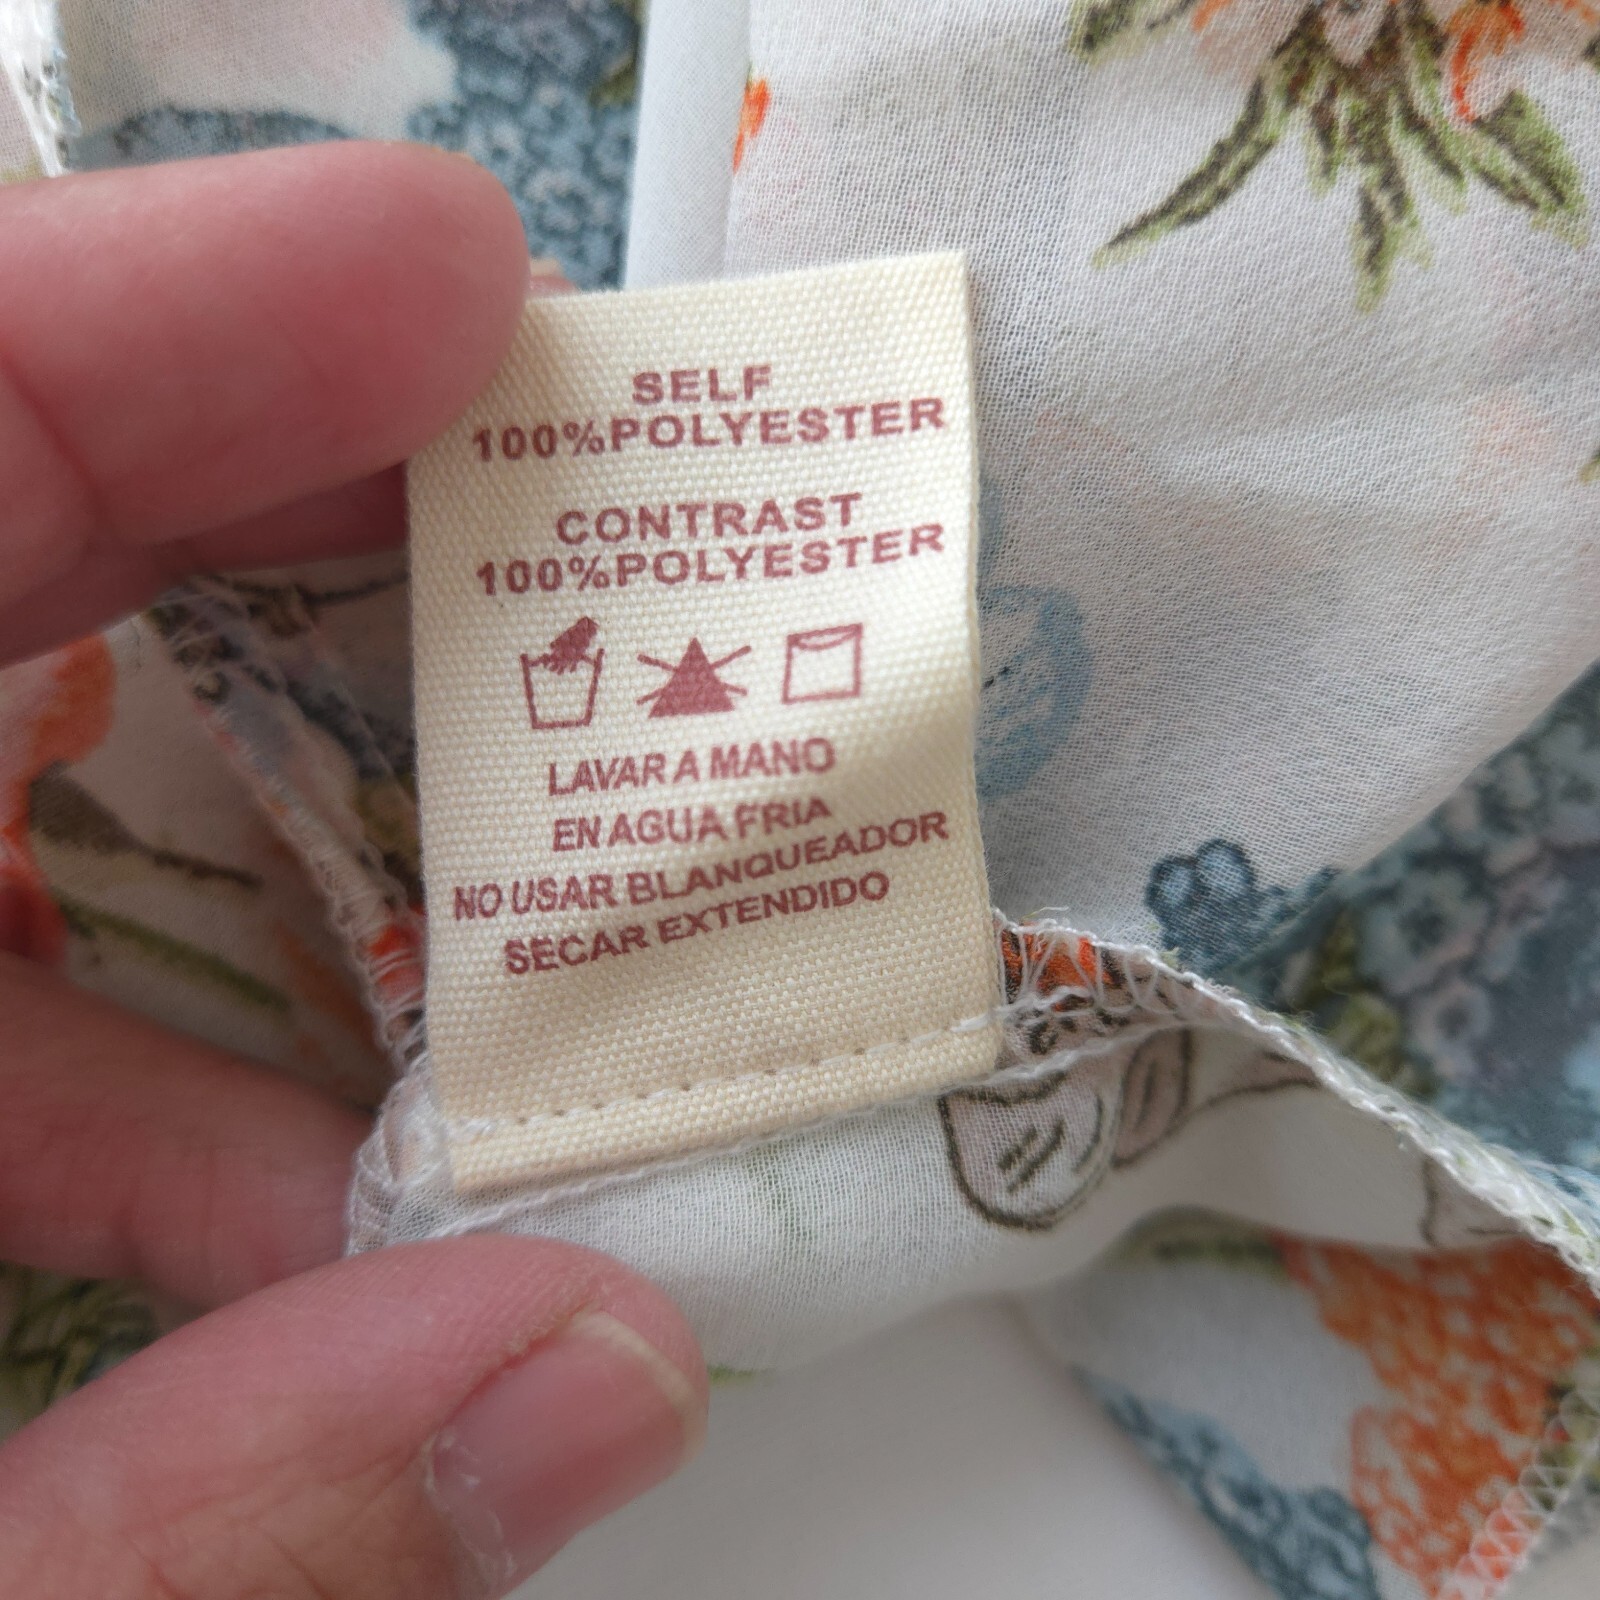 SELF
100%POLYESTER
CONTRAST
100%POLYESTER
LAVAR A MANO
EN AGUA FRIA
NO USAR BLANQUEADOR
SECAR EXTENDIDO